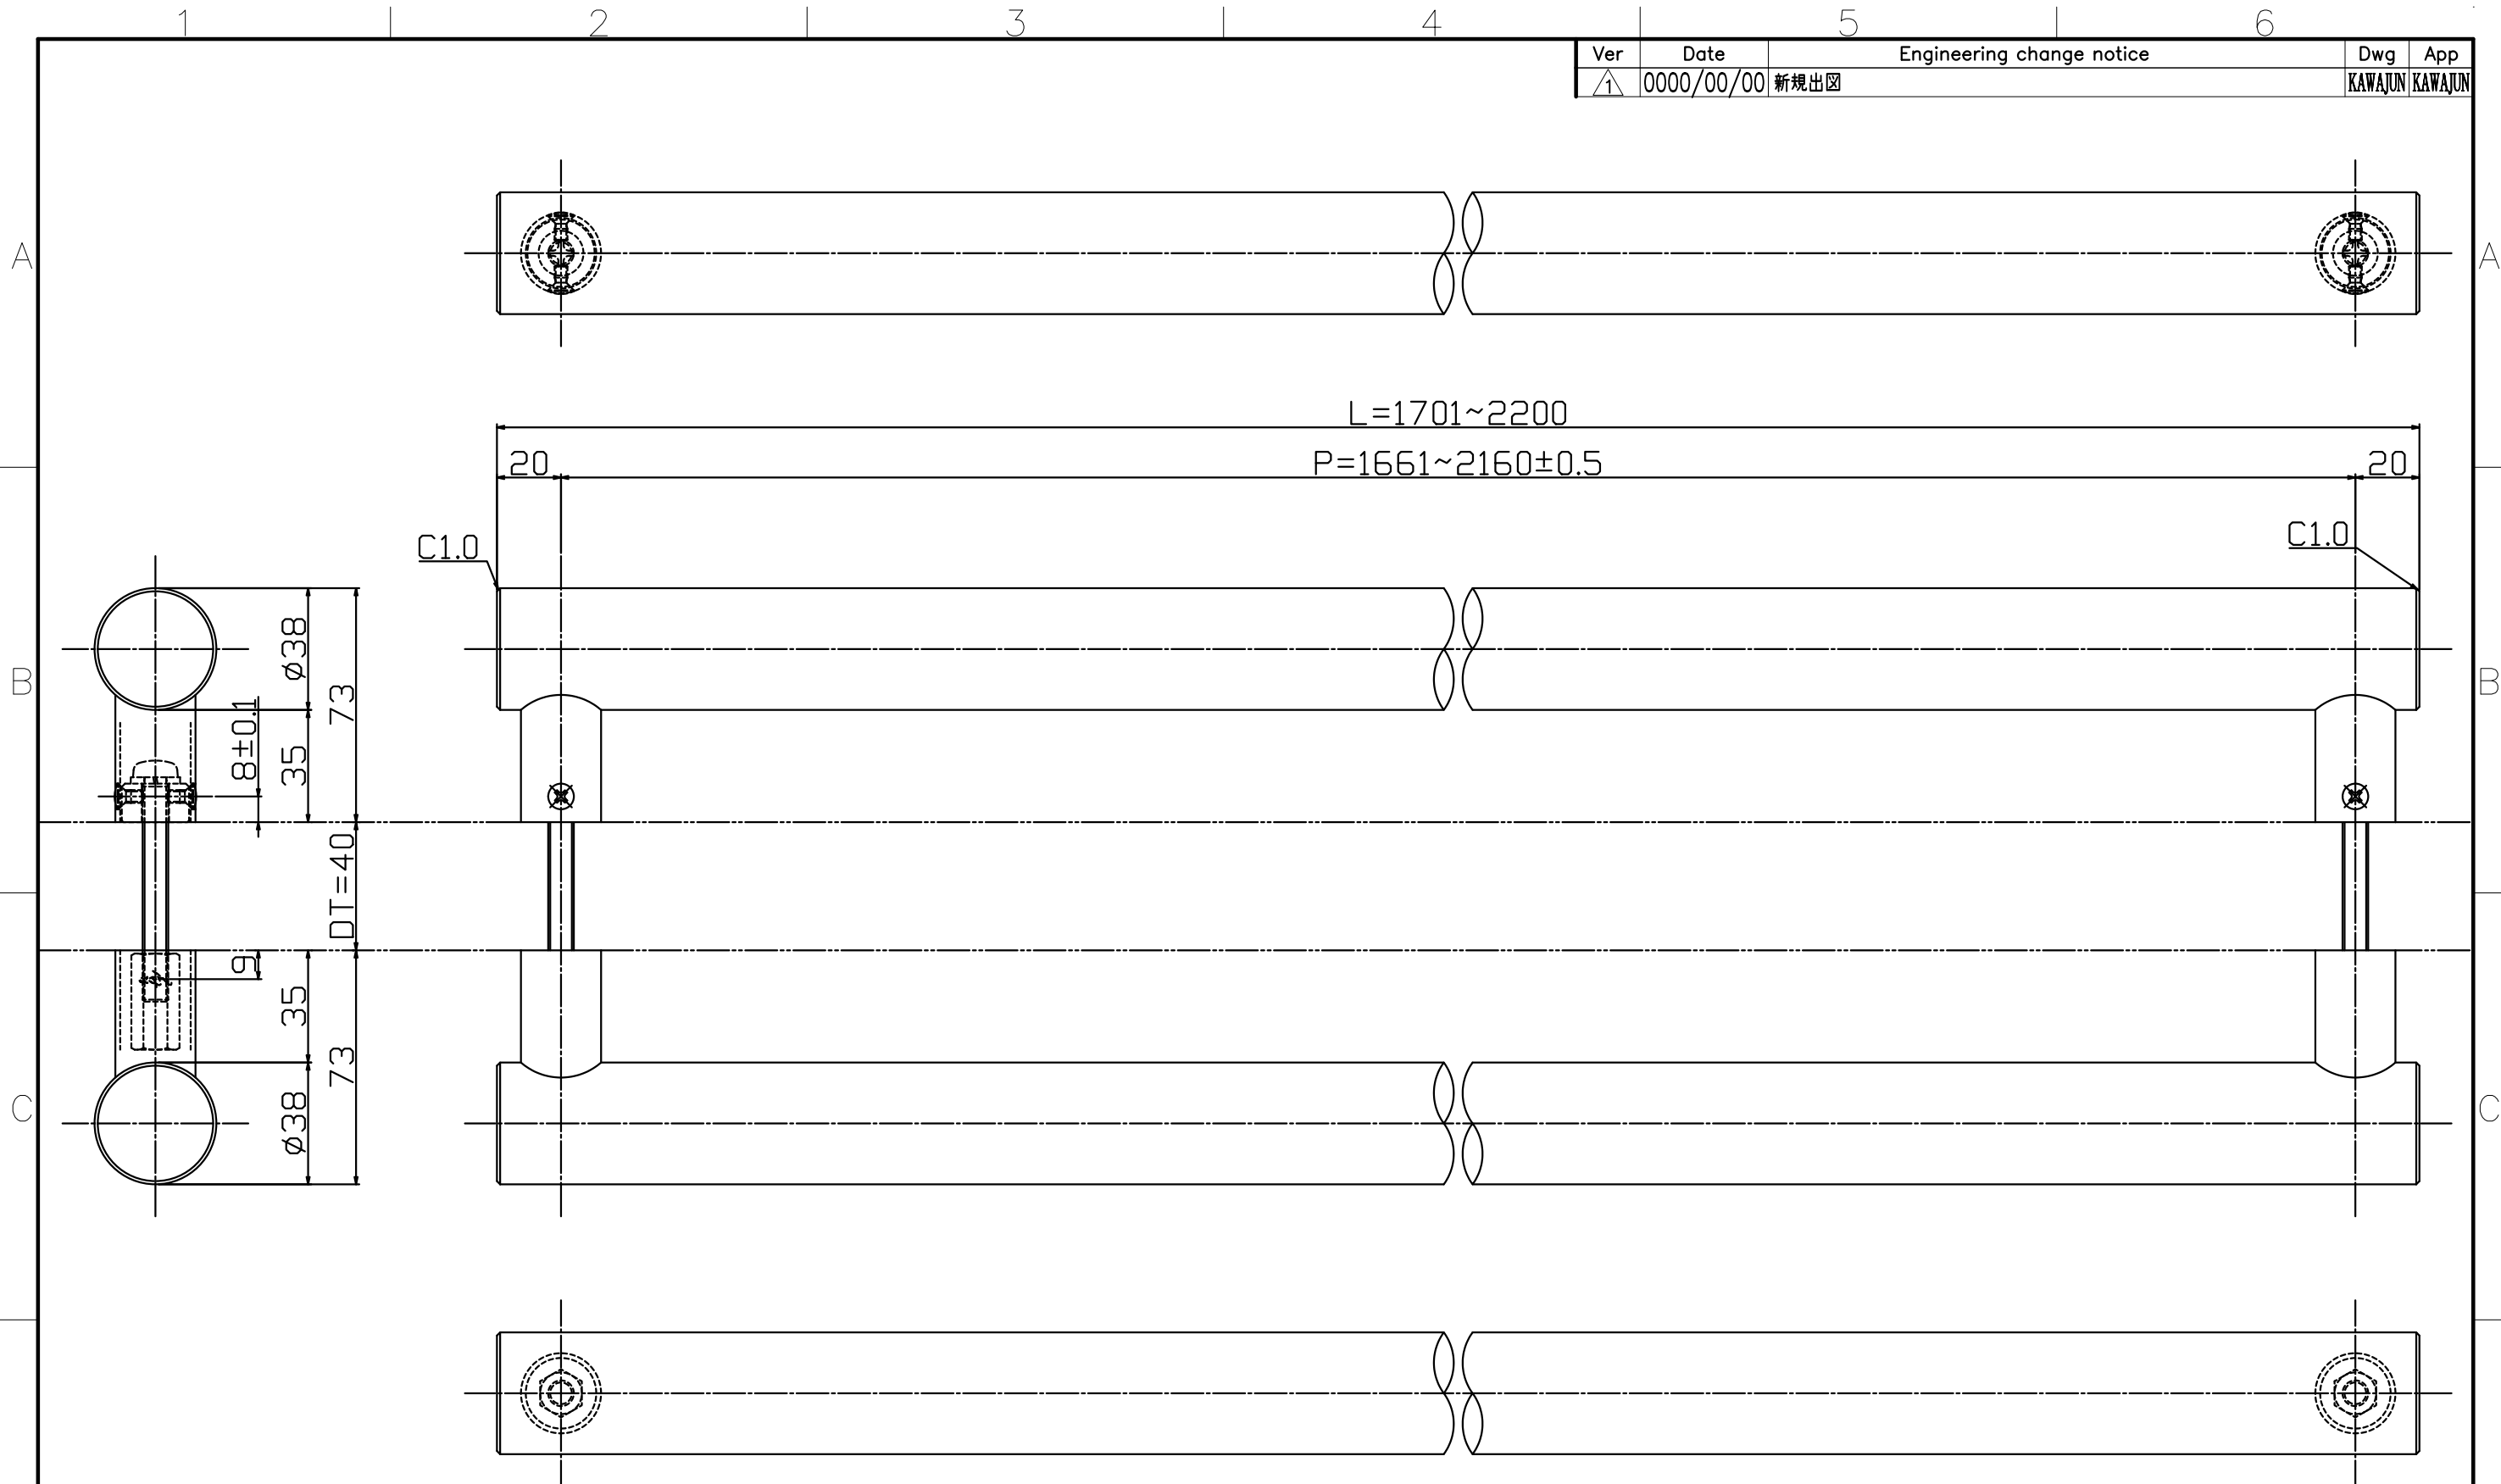 1 2 3 4 5 6
Ver Date Engineering change notice Dwg App
1 0000/00/00 新規出図 KAWAJUN KAWAJUN
A A
L=1701~2200
20 P=1661~2160±0.5 20
C1.0 C1.0
ø38
73
B B
8±0.1
35
DT=40
9
35
73
ø38
C C